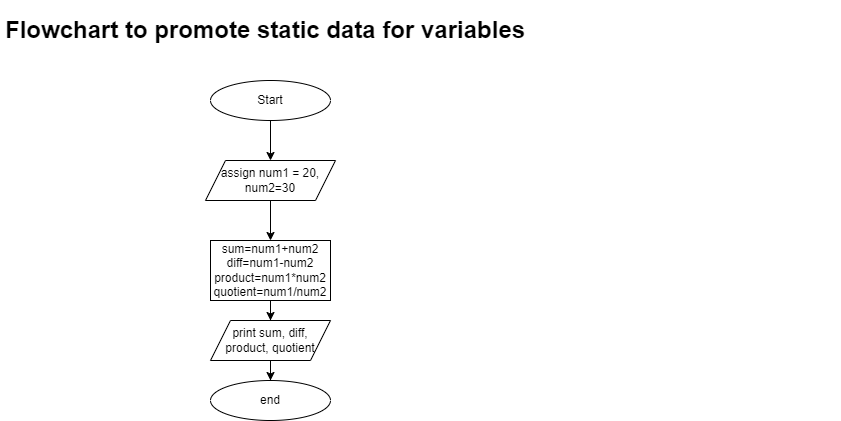 Flowchart to promote static data for variables
Start
assign num1 = 20,
num2=30
sum=num1+num2
diff=num1-num2
product=num1*num2
quotient=num1/num2
print sum, diff,
product, quotient
end